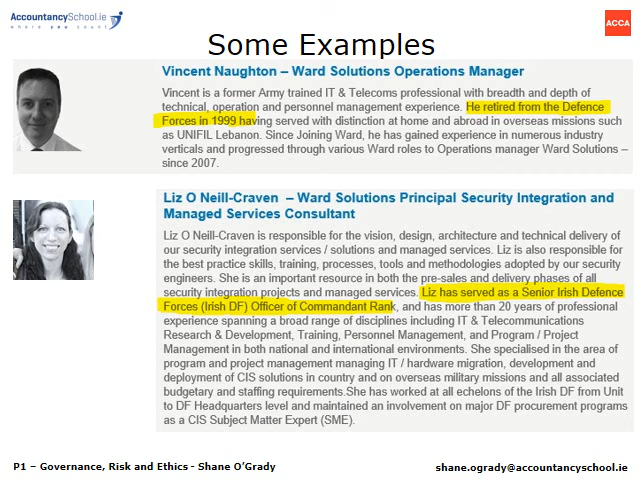 AccountancySchool.ie
where you count
ACCA
Some Examples
Vincent Naughton – Ward Solutions Operations Manager
Vincent is a former Army trained IT & Telecoms professional with breadth and depth of
technical, operation and personnel management experience. He retired from the Defence
Forces in 1999 having served with distinction at home and abroad in overseas missions such
as UNIFIL Lebanon. Since Joining Ward, he has gained experience in numerous industry
verticals and progressed through various Ward roles to Operations manager Ward Solutions –
since 2007.
Liz O Neill-Craven – Ward Solutions Principal Security Integration and
Managed Services Consultant
Liz O Neill-Craven is responsible for the vision, design, architecture and technical delivery of
our security integration services / solutions and managed services. Liz is also responsible for
the best practice skills, training, processes, tools and methodologies adopted by our security
engineers. She is an important resource in both the pre-sales and delivery phases of all
security integration projects and managed services. Liz has served as a Senior Irish Defence
Forces (Irish DF) Officer of Commandant Rank, and has more than 20 years of professional
experience spanning a broad range of disciplines including IT & Telecommunications
Research & Development, Training, Personnel Management, and Program / Project
Management in both national and international environments. She specialised in the area of
program and project management managing IT / hardware migration, development and
deployment of CIS solutions in country and on overseas military missions and all associated
budgetary and staffing requirements.She has worked at all echelons of the Irish DF from Unit
to DF Headquarters level and maintained an involvement on major DF procurement programs
as a CIS Subject Matter Expert (SME).
P1 – Governance, Risk and Ethics - Shane O'Grady
shane.ogrady@accountancyschool.ie